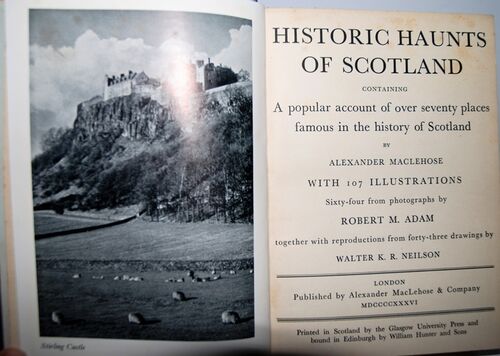 Stirling Castle
HISTORIC HAUNTS
OF SCOTLAND
CONTAINING
A popular account of over seventy places
famous in the history of Scotland
BY
ALEXANDER MACLEHOSE
WITH 107 ILLUSTRATIONS
Sixty-four from photographs by
ROBERT M. ADAM
together with reproductions from forty-three drawings by
WALTER K. R. NEILSON
LONDON
Published by Alexander MacLehose & Company
MDCCCCXXXVI
Printed in Scotland by the Glasgow University Press and
bound in Edinburgh by William Hunter and Sons